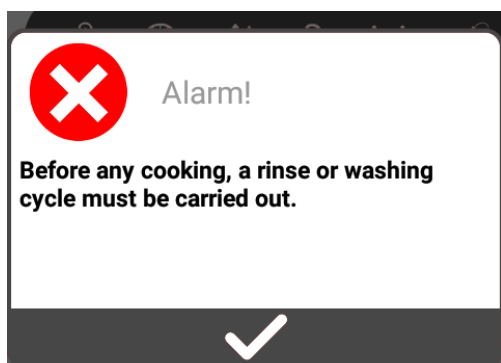 Alarm!
Before any cooking, a rinse or washing
cycle must be carried out.